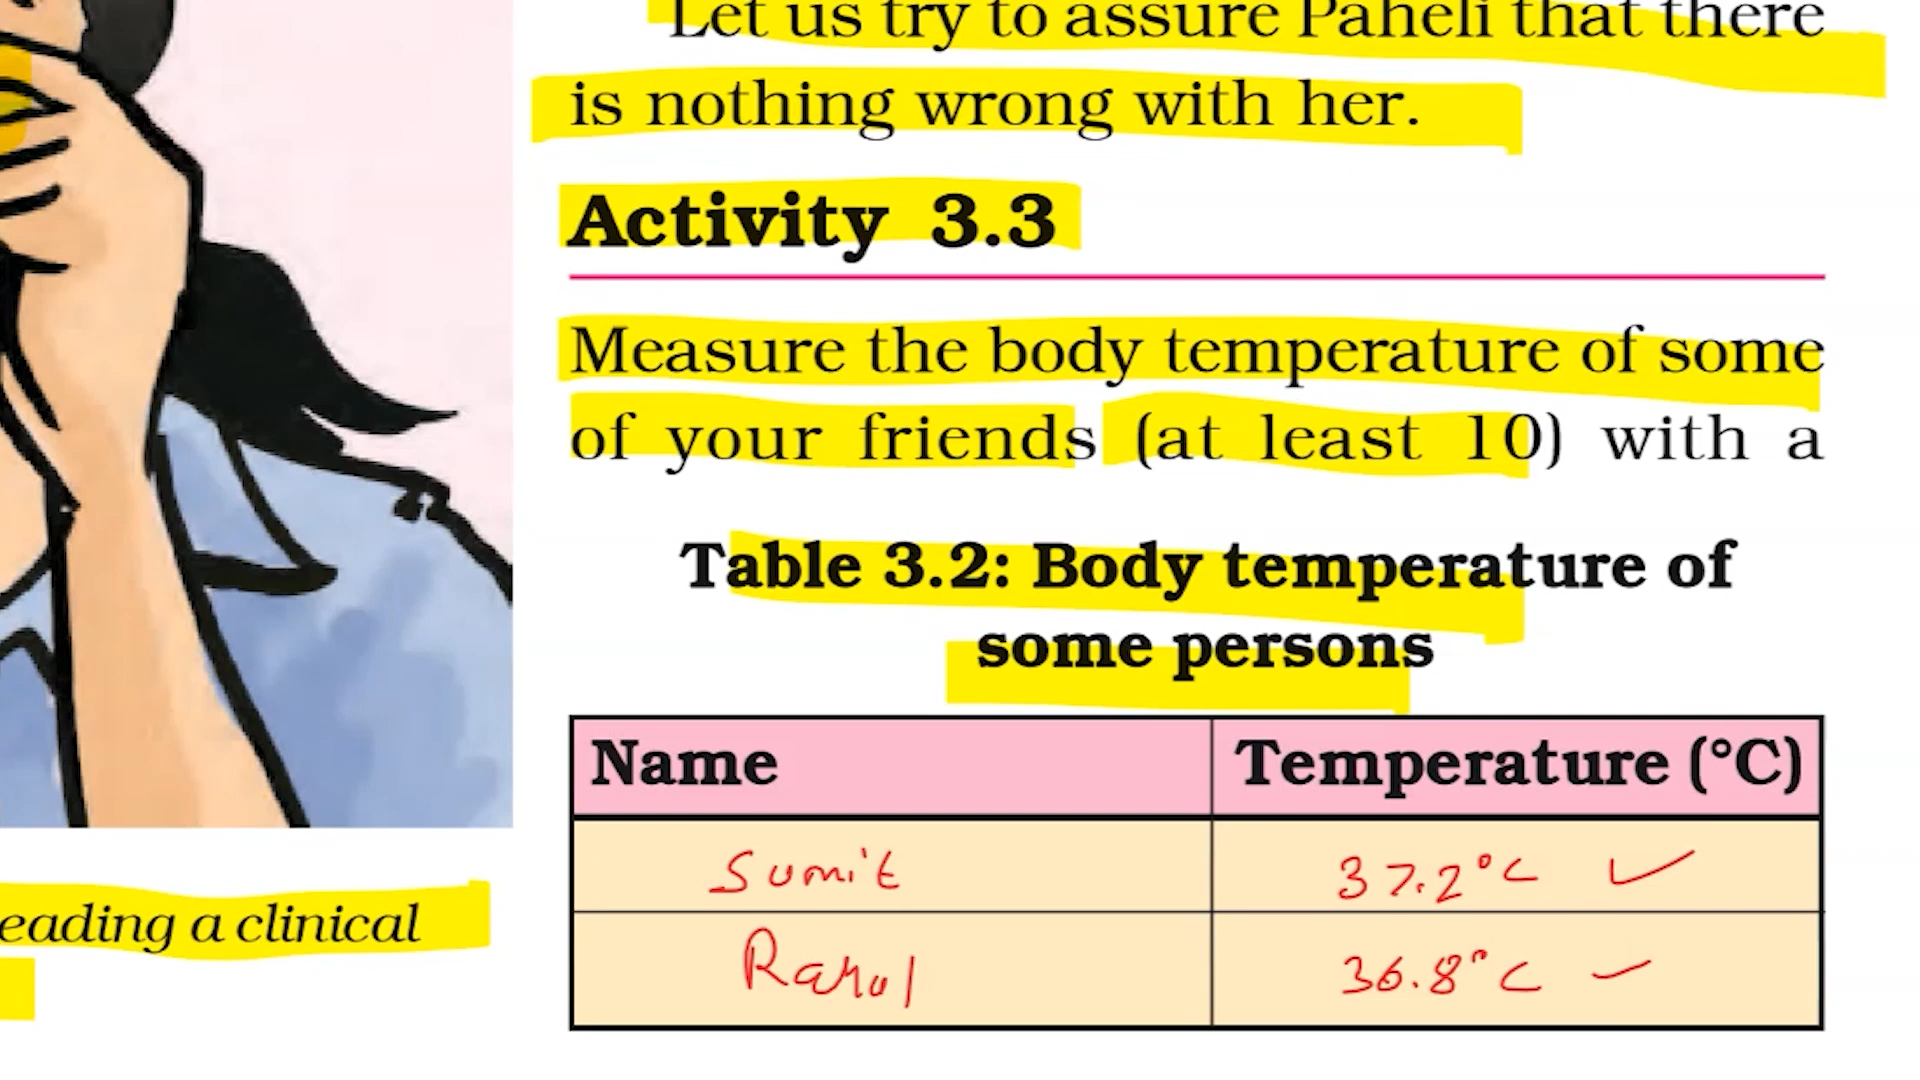 Let us try to assure Paheli that there
is nothing wrong with her.
Activity 3.3
Measure the body temperature of some
of your friends (at least 10) with a
Table 3.2: Body temperature of
some persons
Name Temperature (°C)
Sumit 37.2°C
Rahul 36.8°C
eading a clinical